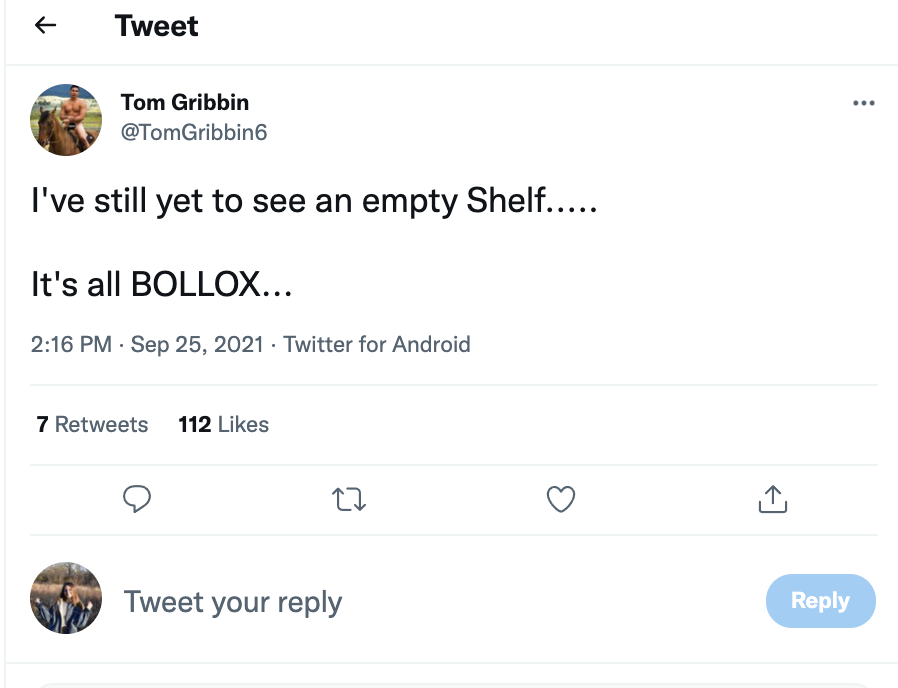 Tweet
Tom Gribbin
@TomGribbin6
I've still yet to see an empty Shelf.....
It's all BOLLOX...
2:16 PM · Sep 25, 2021 · Twitter for Android
7 Retweets 112 Likes
Tweet your reply
Reply